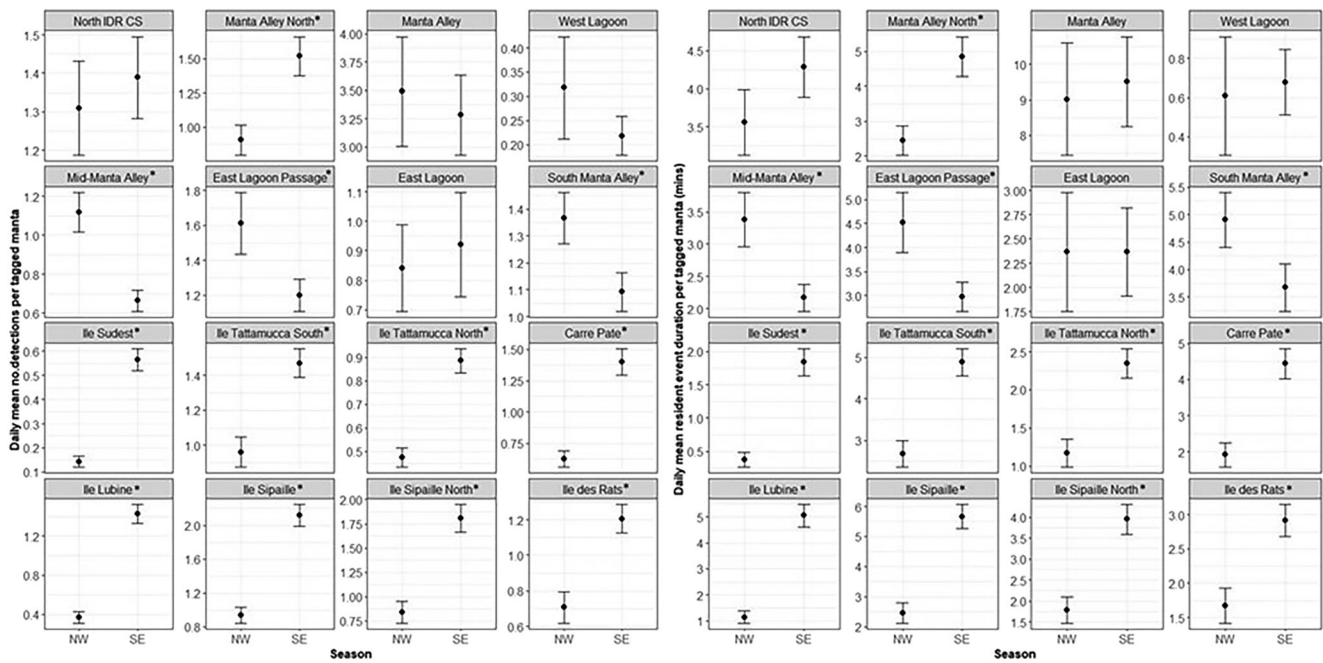 North IDR CS Manta Alley North* Manta Alley West Lagoon
1.5 1.4 1.3 1.2
1.50 1.25 1.00
4.00 3.75 3.50 3.25 3.00
0.40 0.35 0.30 0.25 0.20
Mid-Manta Alley* East Lagoon Passage* East Lagoon South Manta Alley*
1.2 1.0 0.8 0.6
1.8 1.6 1.4 1.2
1.1 1.0 0.9 0.8 0.7
1.4 1.3 1.2 1.1 1.0
Ile Sudest* Ile Tattamucca South* Ile Tattamucca North* Carre Pate*
0.6 0.5 0.4 0.3 0.2 0.1
1.4 1.2 1.0
0.9 0.8 0.7 0.6 0.5
1.50 1.25 1.00 0.75
Ile Lubine* Ile Sipaille* Ile Sipaille North* Ile des Rats*
1.2 0.8 0.4
2.0 1.6 1.2 0.8
2.00 1.75 1.50 1.25 1.00 0.75
1.2 1.0 0.8 0.6
NW SE NW SE NW SE NW SE
Season
Daily mean no.detections per tagged manta
North IDR CS Manta Alley North* Manta Alley West Lagoon
4.5 4.0 3.5
5 4 3 2
10 9 8
0.8 0.6 0.4
Mid-Manta Alley* East Lagoon Passage* East Lagoon South Manta Alley*
3.5 3.0 2.5 2.0
5.0 4.5 4.0 3.5 3.0
3.00 2.75 2.50 2.25 2.00 1.75
5.5 5.0 4.5 4.0 3.5
Ile Sudest* Ile Tattamucca South* Ile Tattamucca North* Carre Pate*
2.0 1.5 1.0 0.5
5 4 3
2.5 2.0 1.5 1.0
5 4 3 2
Ile Lubine* Ile Sipaille* Ile Sipaille North* Ile des Rats*
5 4 3 2 1
6 5 4 3 2
4.0 3.5 3.0 2.5 2.0 1.5
3.0 2.5 2.0 1.5
NW SE NW SE NW SE NW SE
Season
Daily mean resident event duration per tagged manta (mins)